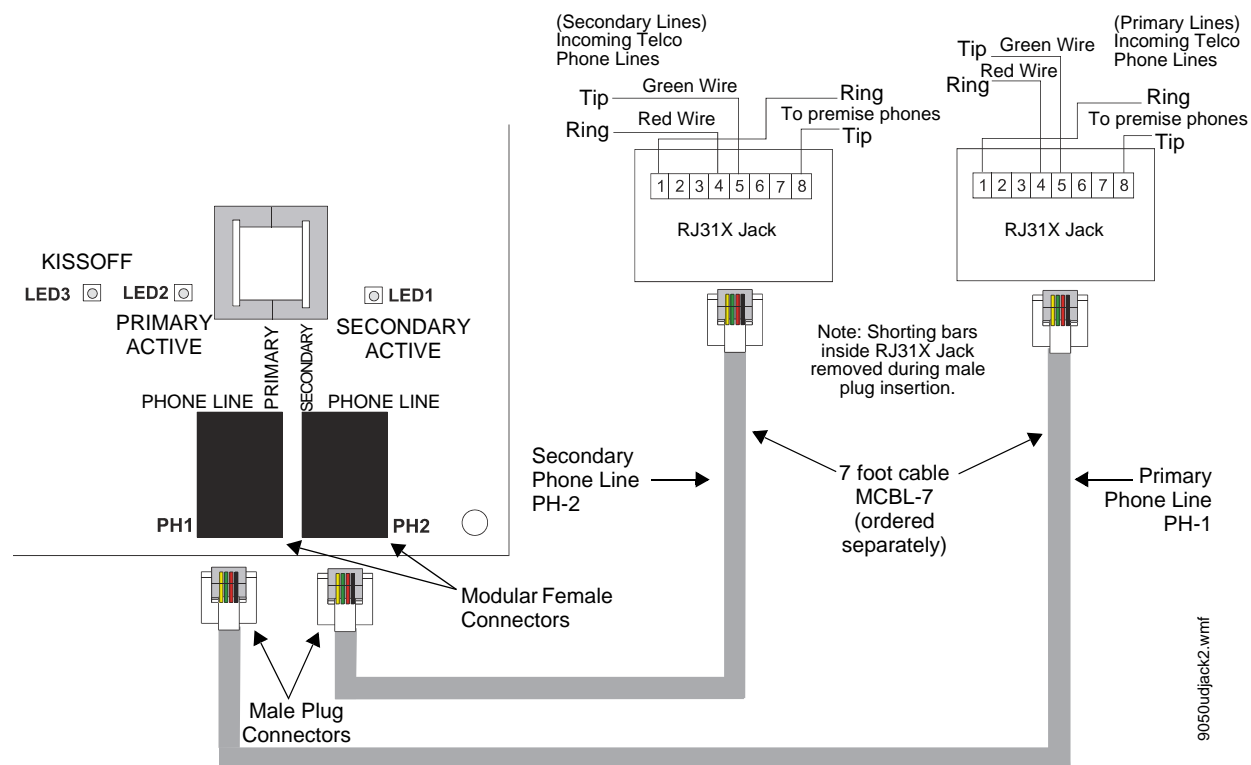 (Secondary Lines)
Incoming Telco
Phone Lines
Tip
Green Wire
Ring
Red Wire
Ring
To premise phones
Tip
1 2 3 4 5 6 7 8
RJ31X Jack
(Primary Lines)
Incoming Telco
Phone Lines
Tip
Green Wire
Red Wire
Ring
Ring
To premise phones
Tip
1 2 3 4 5 6 7 8
RJ31X Jack
KISSOFF
LED3
LED2
LED1
PRIMARY
ACTIVE
SECONDARY
ACTIVE
PRIMARY
SECONDARY
PHONE LINE
PHONE LINE
PH1
PH2
Note: Shorting bars
inside RJ31X Jack
removed during male
plug insertion.
Secondary
Phone Line
PH-2
7 foot cable
MCBL-7
(ordered
separately)
Primary
Phone Line
PH-1
Modular Female
Connectors
Male Plug
Connectors
9050udjack2.wmf